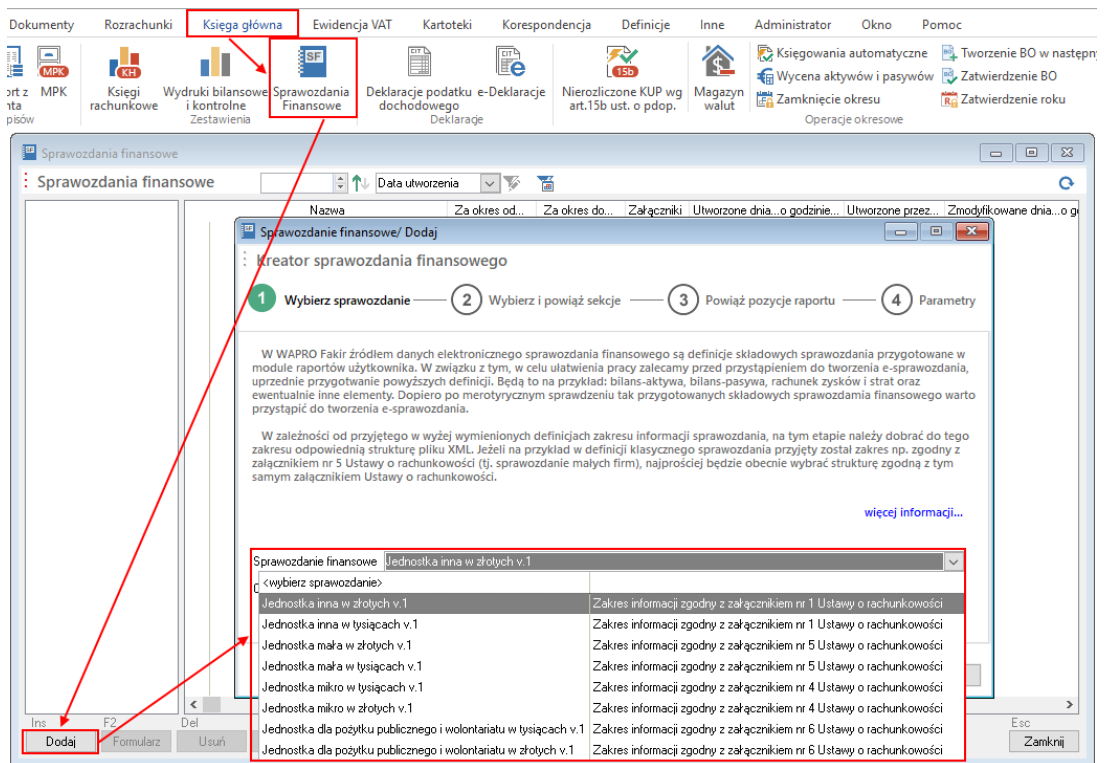 Dokumenty Rozrachunki Księga główna Ewidencja VAT Kartoteki Korespondencja Definicje Inne Administrator Okno Pomoc
MPK KH SF CIT CIT e 15b Księgowania automatyczne Tworzenie BO w następny
ort z MPK Księgi Wydruki bilansowe Sprawozdania Deklaracje podatku e-Deklaracje Nierozliczone KUP wg Magazyn Wycena aktywów i pasywów Zatwierdzenie BO
nta rachunkowe i kontrolne Finansowe dochodowego art.15b ust. o pdop. walut Zamknięcie okresu Zatwierdzenie roku
pisów Zestawienia Deklaracje Operacje okresowe
SF Sprawozdania finansowe
Sprawozdania finansowe Data utworzenia
Nazwa Za okres od... Za okres do... Załączniki Utworzone dnia...o godzinie... Utworzone przez... Zmodyfikowane dnia...o g
Sprawozdanie finansowe/ Dodaj
Kreator sprawozdania finansowego
1 Wybierz sprawozdanie 2 Wybierz i powiąż sekcje 3 Powiąż pozycje raportu 4 Parametry
W WAPRO Fakir źródłem danych elektronicznego sprawozdania finansowego są definicje składowych sprawozdania przygotowane w
module raportów użytkownika. W związku z tym, w celu ułatwienia pracy zalecamy przed przystąpieniem do tworzenia e-sprawozdania,
uprzednie przygotwanie powyższych definicji. Będą to na przykład: bilans-aktywa, bilans-pasywa, rachunek zysków i strat oraz
ewentualnie inne elementy. Dopiero po merotyrycznym sprawdzeniu tak przygotowanych składowych sprawozdamia finansowego warto
przystąpić do tworzenia e-sprawozdania.
W zależności od przyjętego w wyżej wymienionych definicjach zakresu informacji sprawozdania, na tym etapie należy dobrać do tego
zakresu odpowiednią strukturę pliku XML. Jeżeli na przykład w definicji klasycznego sprawozdania przyjęty został zakres np. zgodny z
załącznikiem nr 5 Ustawy o rachunkowości (tj. sprawozdanie małych firm), najprościej będzie obecnie wybrać strukturę zgodną z tym
samym załącznikiem Ustawy o rachunkowości.
więcej informacji...
Sprawozdanie finansowe Jednostka inna w złotych v.1
<wybierz sprawozdanie>
Jednostka inna w złotych v.1 Zakres informacji zgodny z załącznikiem nr 1 Ustawy o rachunkowości
Jednostka inna w tysiącach v.1 Zakres informacji zgodny z załącznikiem nr 1 Ustawy o rachunkowości
Jednostka mała w złotych v.1 Zakres informacji zgodny z załącznikiem nr 5 Ustawy o rachunkowości
Jednostka mała w tysiącach v.1 Zakres informacji zgodny z załącznikiem nr 5 Ustawy o rachunkowości
Jednostka mikro w tysiącach v.1 Zakres informacji zgodny z załącznikiem nr 4 Ustawy o rachunkowości
Jednostka mikro w złotych v.1 Zakres informacji zgodny z załącznikiem nr 4 Ustawy o rachunkowości
Jednostka dla pożytku publicznego i wolontariatu w tysiącach v.1 Zakres informacji zgodny z załącznikiem nr 6 Ustawy o rachunkowości
Jednostka dla pożytku publicznego i wolontariatu w złotych v.1 Zakres informacji zgodny z załącznikiem nr 6 Ustawy o rachunkowości
Ins F2 Del Esc
Dodaj Formularz Usuń Zamknij